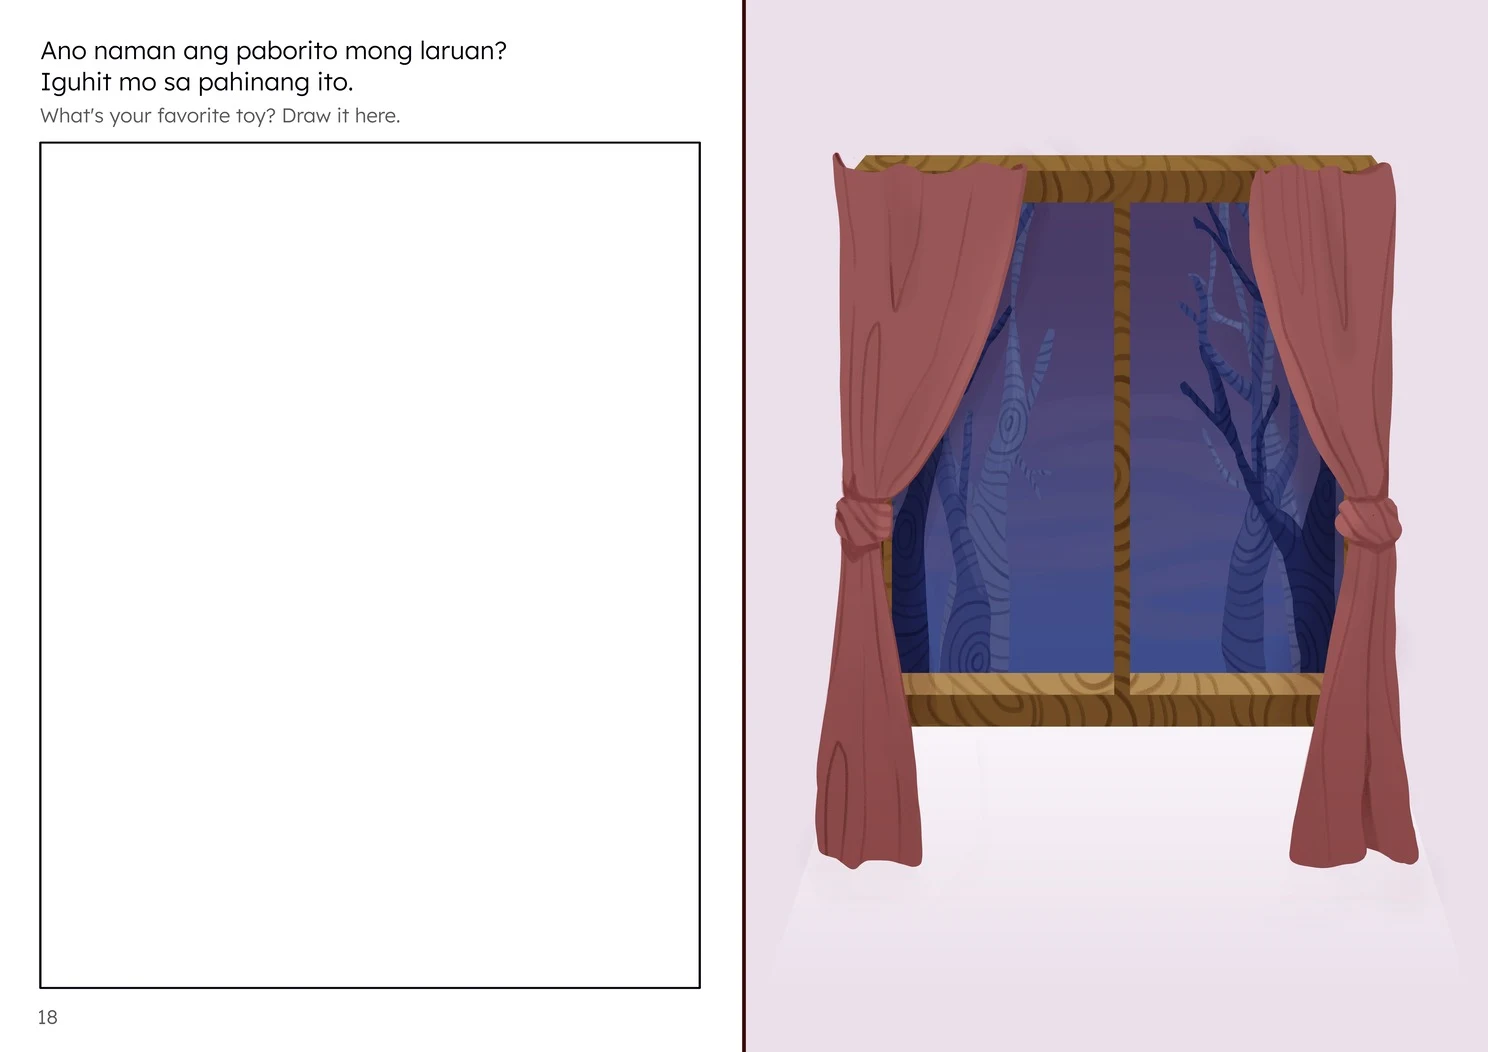 Ano naman ang paborito mong laruan?
Iguhit mo sa pahinang ito.
What's your favorite toy? Draw it here.
18